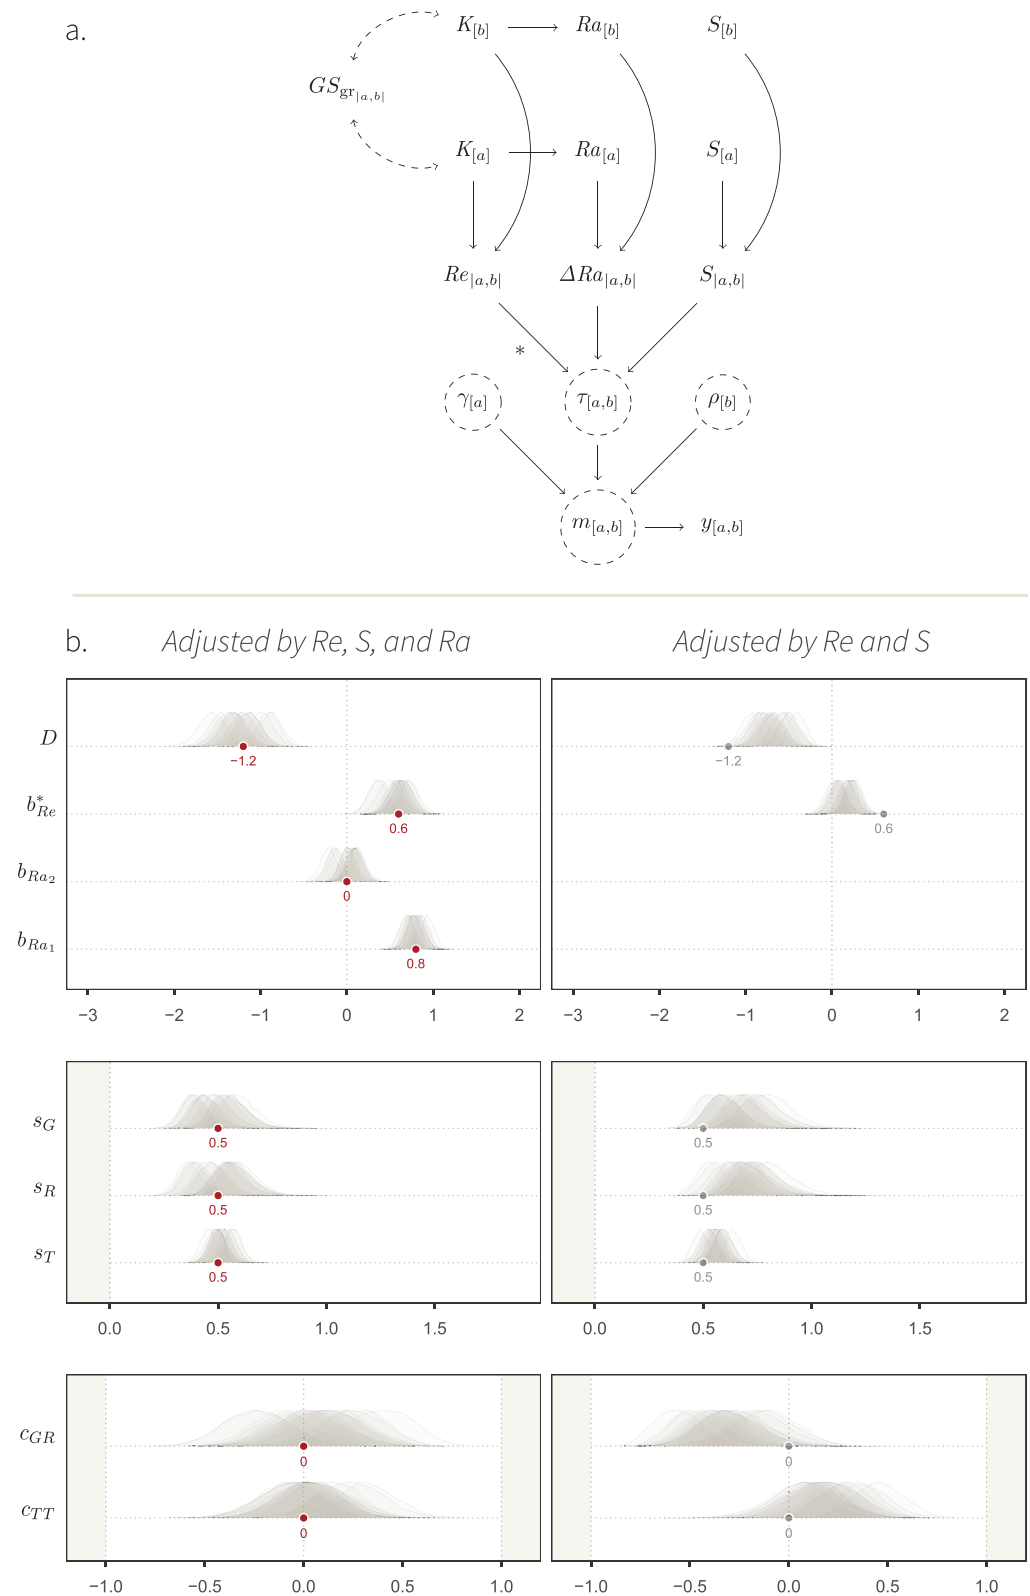 a.
K[b] Ra[b] S[b]
GSgr|a,b|
K[a] Ra[a] S[a]
Re|a,b| ΔRa|a,b| S|a,b|
*
γ[a] τ[a,b] ρ[b]
m[a,b] y[a,b]
b. Adjusted by Re, S, and Ra Adjusted by Re and S
D
−1.2 −1.2
b*Re
0.6 0.6
bRa2
0
bRa1
0.8
−3 −2 −1 0 1 2 −3 −2 −1 0 1 2
sG
0.5 0.5
sR
0.5 0.5
sT
0.5 0.5
0.0 0.5 1.0 1.5 0.0 0.5 1.0 1.5
cGR
0 0
cTT
0 0
−1.0 −0.5 0.0 0.5 1.0 −1.0 −0.5 0.0 0.5 1.0